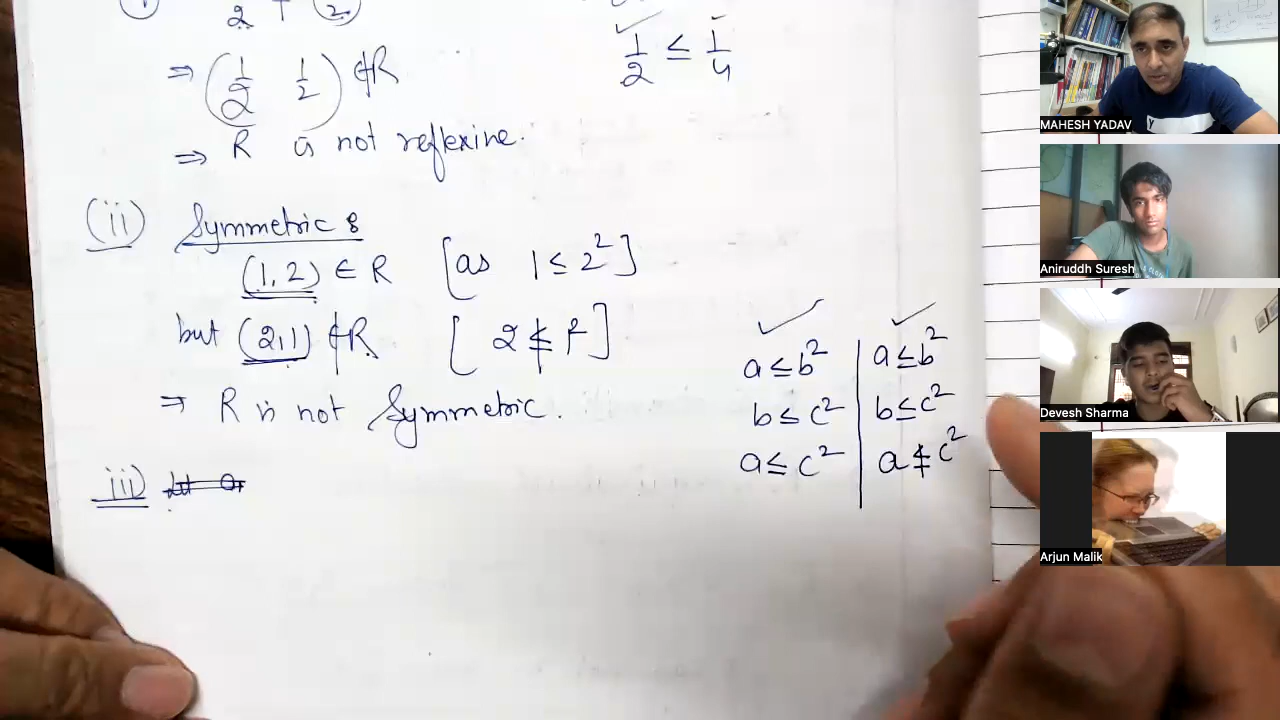 (1/2 1/2) ∉ R
⇒ R is not reflexive.
1/2 ≤ 1/4
(ii) Symmetric :
(1, 2) ∈ R [as 1 ≤ 2²]
but (2,1) ∉ R [ 2 ≰ 1²]
⇒ R is not Symmetric.
iii)
a ≤ b²
b ≤ c²
a ≤ c²
a ≤ b²
b ≤ c²
a ≰ c²
MAHESH YADAV
Aniruddh Suresh
Devesh Sharma
Arjun Malik